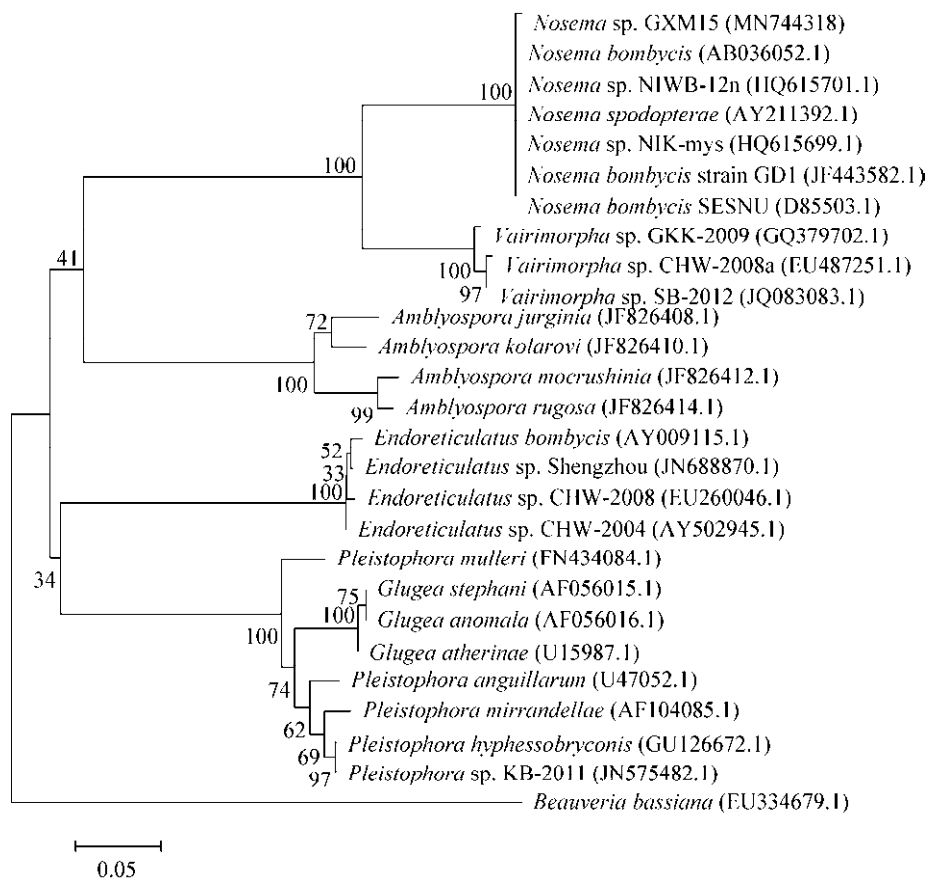 Nosema sp. GXM15 (MN744318)
Nosema bombycis (AB036052.1)
100
Nosema sp. NIWB-12n (HQ615701.1)
Nosema spodopterae (AY211392.1)
Nosema sp. NIK-mys (HQ615699.1)
100
Nosema bombycis strain GD1 (JF443582.1)
Nosema bombycis SESNU (D85503.1)
Vairimorpha sp. GKK-2009 (GQ379702.1)
41
100
Vairimorpha sp. CHW-2008a (EU487251.1)
97
Vairimorpha sp. SB-2012 (JQ083083.1)
72
Amblyospora jurginia (JF826408.1)
Amblyospora kolarovi (JF826410.1)
100
Amblyospora mocrushinia (JF826412.1)
99
Amblyospora rugosa (JF826414.1)
52
Endoreticulatus bombycis (AY009115.1)
33
Endoreticulatus sp. Shengzhou (JN688870.1)
100
Endoreticulatus sp. CHW-2008 (EU260046.1)
Endoreticulatus sp. CHW-2004 (AY502945.1)
34
Pleistophora mulleri (FN434084.1)
75
Glugea stephani (AF056015.1)
100
Glugea anomala (AF056016.1)
100
Glugea atherinae (U15987.1)
74
Pleistophora anguillarum (U47052.1)
62
Pleistophora mirrandellae (AF104085.1)
69
Pleistophora hyphessobryconis (GU126672.1)
97
Pleistophora sp. KB-2011 (JN575482.1)
Beauveria bassiana (EU334679.1)
0.05